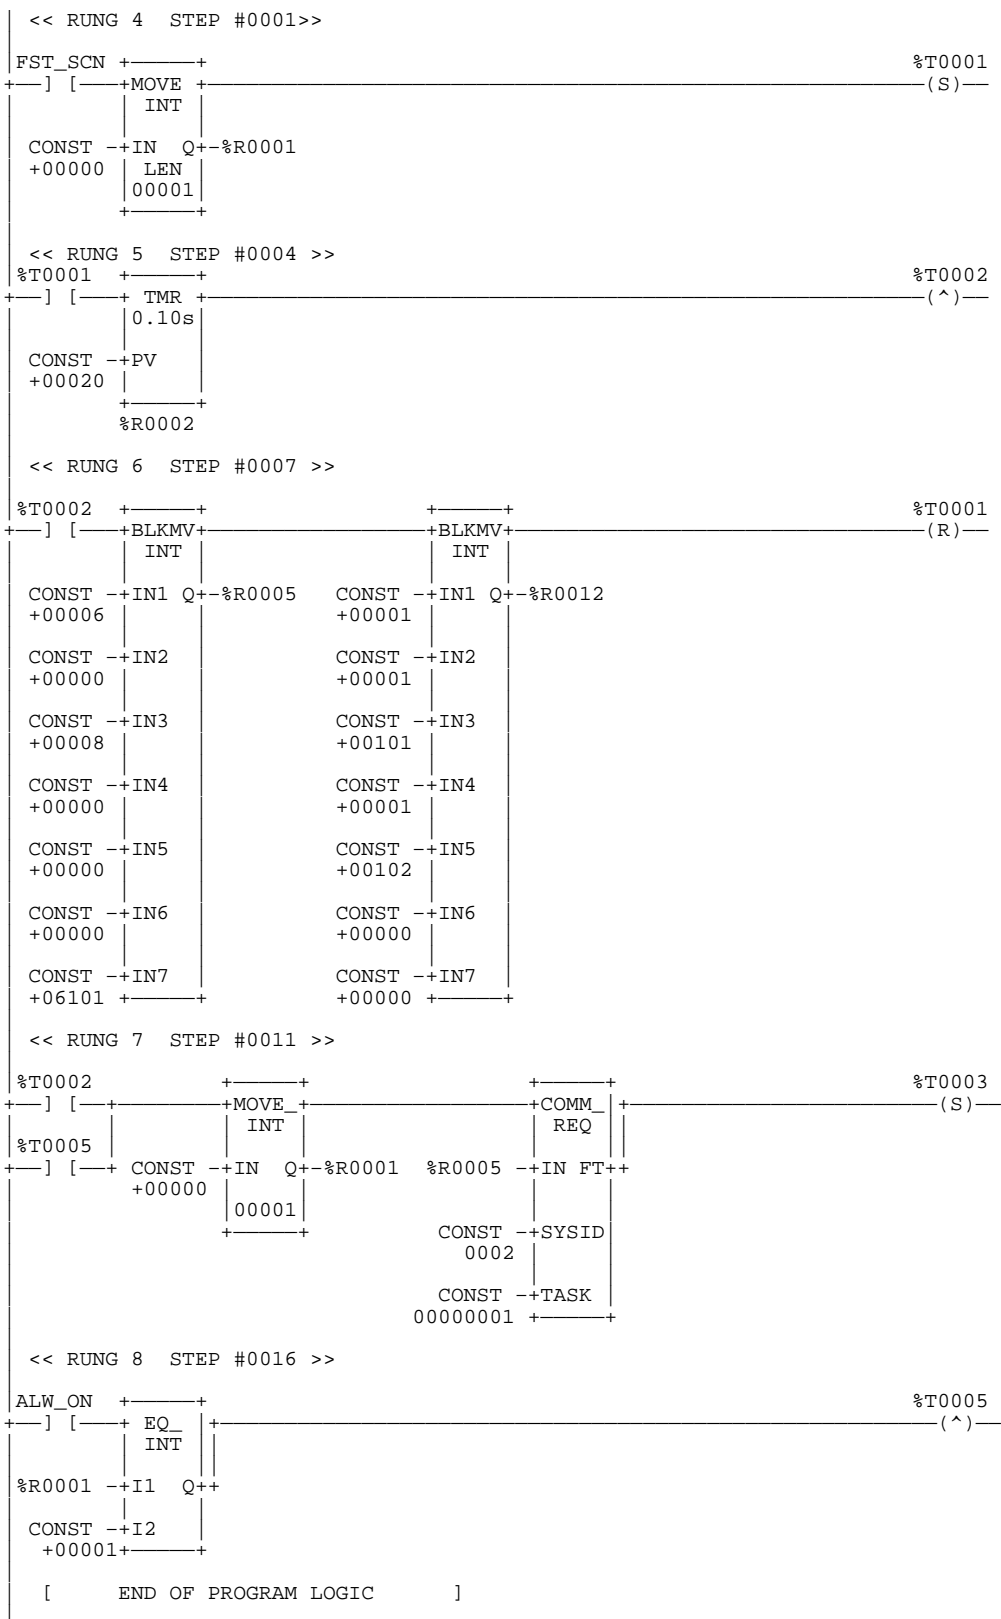 << RUNG 4 STEP #0001>>
FST_SCN +—————+ %T0001
+——] [———+MOVE +—(S)——
INT
CONST -+IN Q+-%R0001
+00000 | LEN |
|00001|
+—————+
<< RUNG 5 STEP #0004 >>
%T0001 +—————+ %T0002
+——] [———+ TMR +—(^)——
|0.10s|
CONST -+PV
+00020 |
+—————+
%R0002
<< RUNG 6 STEP #0007 >>
%T0002 +—————+ +—————+ %T0001
+——] [———+BLKMV+—+BLKMV+—(R)——
| INT | | INT |
CONST -+IN1 Q+-%R0005 CONST -+IN1 Q+-%R0012
+00006 | | +00001 | |
CONST -+IN2 CONST -+IN2
+00000 | | +00001 | |
CONST -+IN3 CONST -+IN3
+00008 | | +00101 | |
CONST -+IN4 CONST -+IN4
+00000 | | +00001 | |
CONST -+IN5 CONST -+IN5
+00000 | | +00102 | |
CONST -+IN6 CONST -+IN6
+00000 | | +00000 | |
CONST -+IN7 CONST -+IN7
+06101 +—————+ +00000 +—————+
<< RUNG 7 STEP #0011 >>
%T0002 +—————+ +—————+ %T0003
+——] [——+—+MOVE_+—+COMM_|+—(S)——
| INT | | REQ ||
%T0005 |
+——] [——+ CONST -+IN Q+-%R0001 %R0005 -+IN FT++
+00000 | |
|00001|
+—————+ CONST -+SYSID|
0002 | |
CONST -+TASK |
00000001 +—————+
<< RUNG 8 STEP #0016 >>
ALW_ON +—————+ %T0005
+——] [———+ EQ_ |+—(^)——
| INT ||
%R0001 -+I1 Q++
CONST -+I2 |
+00001+—————+
[ END OF PROGRAM LOGIC ]